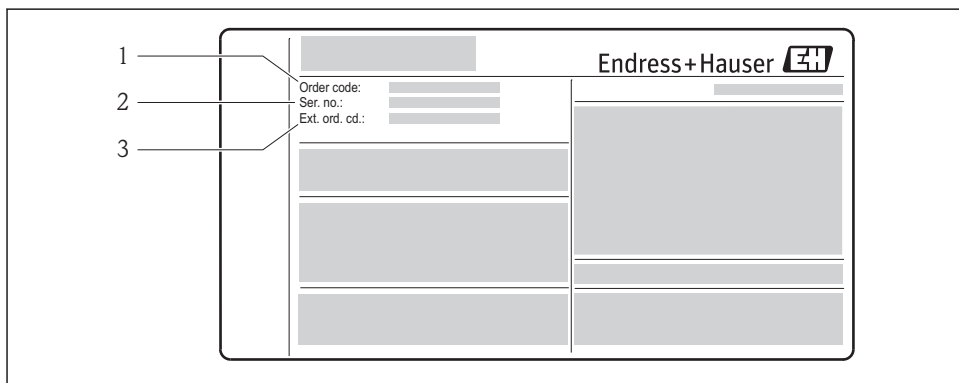 Endress+Hauser EH
1
Order code:
2
Ser. no.:
3
Ext. ord. cd.: